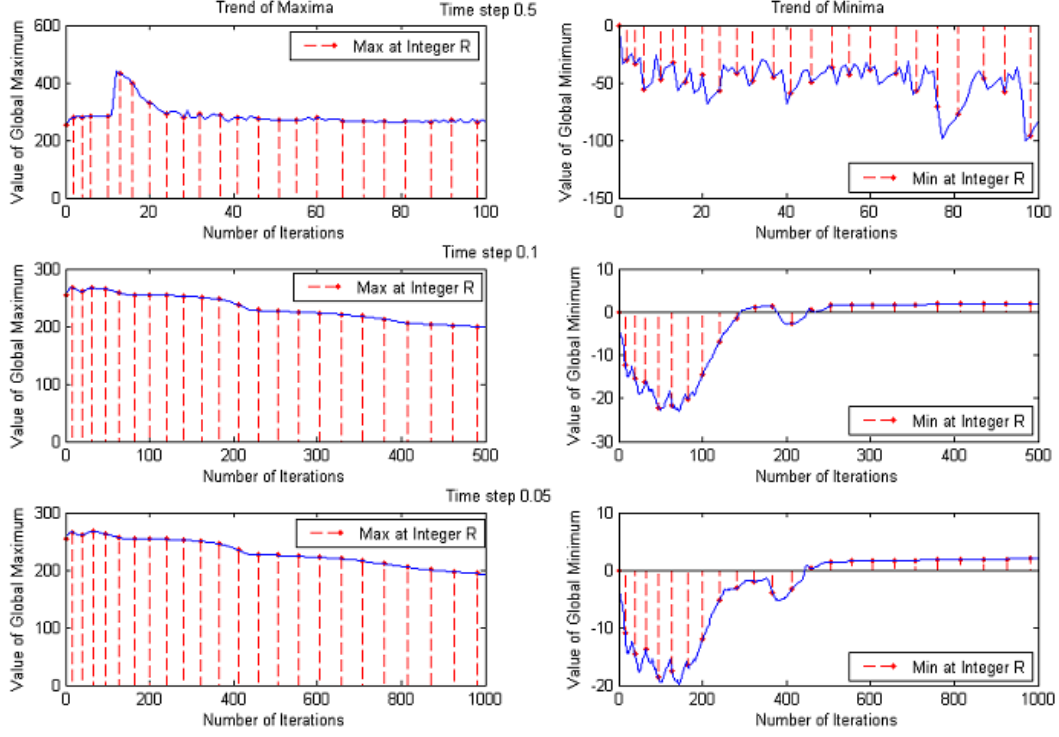 Trend of Maxima
Time step 0.5
Trend of Minima
600
400
200
0
Value of Global Maximum
Max at Integer R
0 20 40 60 80 100
Number of Iterations
0
-50
-100
-150
Value of Global Minimum
Min at Integer R
0 20 40 60 80 100
Number of Iterations
Time step 0.1
300
200
100
0
Value of Global Maximum
Max at Integer R
0 100 200 300 400 500
Number of Iterations
10
0
-10
-20
-30
Value of Global Minimum
Min at Integer R
0 100 200 300 400 500
Number of Iterations
Time step 0.05
300
200
100
0
Value of Global Maximum
Max at Integer R
0 200 400 600 800 1000
Number of Iterations
10
0
-10
-20
Value of Global Minimum
Min at Integer R
0 200 400 600 800 1000
Number of Iterations